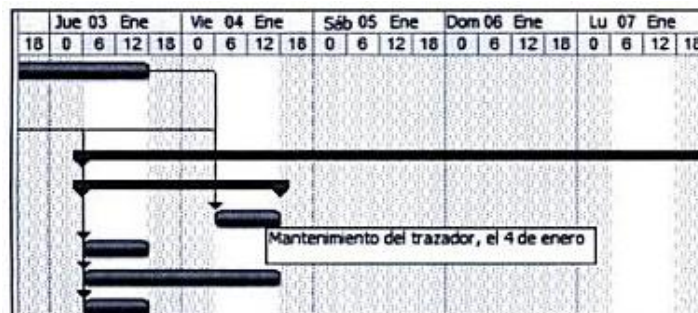 Jue 03 Ene Vie 04 Ene Sáb 05 Ene Dom 06 Ene Lu 07 Ene
18 0 6 12 18 0 6 12 18 0 6 12 18 0 6 12 18 0 6 12 18
Mantenimiento del trazador, el 4 de enero